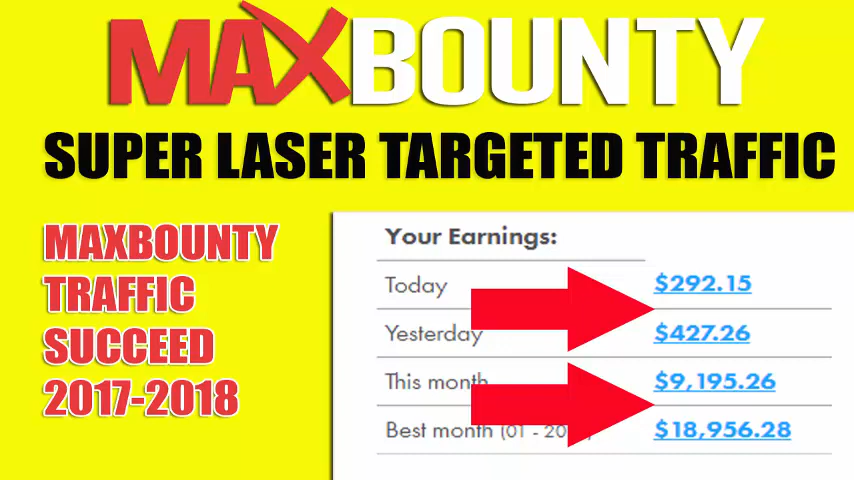 MAXBOUNTY
SUPER LASER TARGETED TRAFFIC
MAXBOUNTY
TRAFFIC
SUCCEED
2017-2018
Your Earnings:
Today $292.15
Yesterday $427.26
This month $9,195.26
Best month (01 - $18,956.28